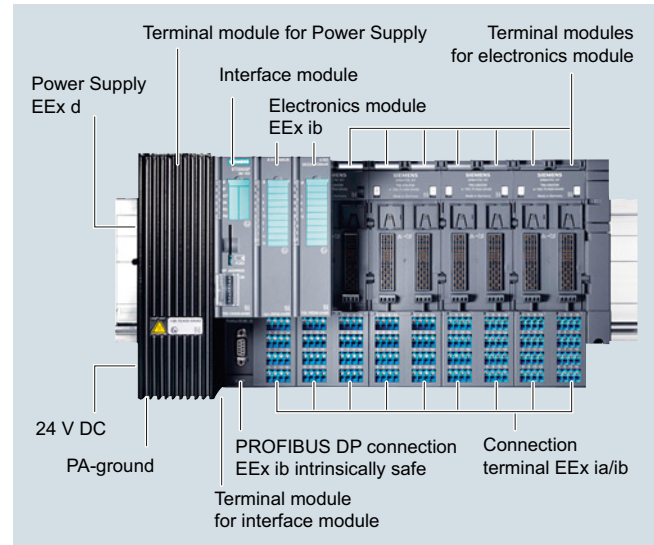 Terminal module for Power Supply
Terminal modules
for electronics module
Interface module
Power Supply
EEx d
Electronics module
EEx ib
SIEMENS
SIEMENS
SIEMENS
24 V DC
PA-ground
PROFIBUS DP connection
EEx ib intrinsically safe
Connection
terminal EEx ia/ib
Terminal module
for interface module